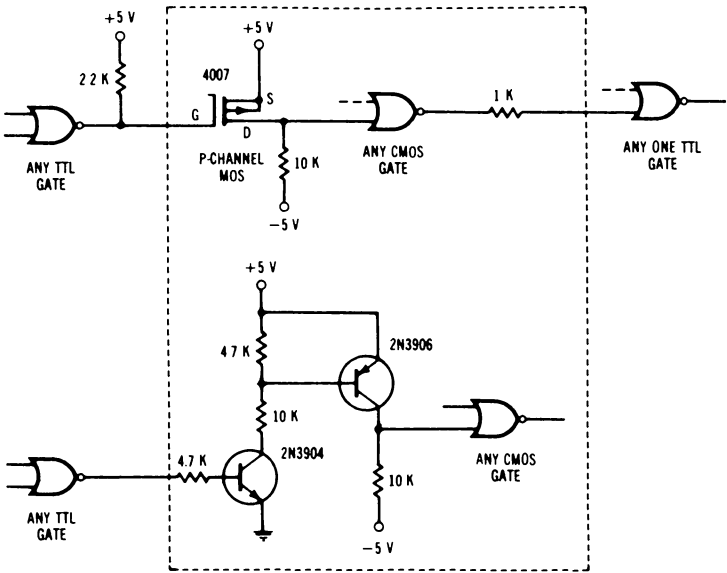 +5 V
+5 V
22 K
4007
S
G
D
1 K
ANY TTL
GATE
P-CHANNEL
MOS
10 K
ANY CMOS
GATE
ANY ONE TTL
GATE
−5 V
+5 V
47 K
2N3906
10 K
2N3904
4.7 K
ANY CMOS
GATE
10 K
ANY TTL
GATE
−5 V